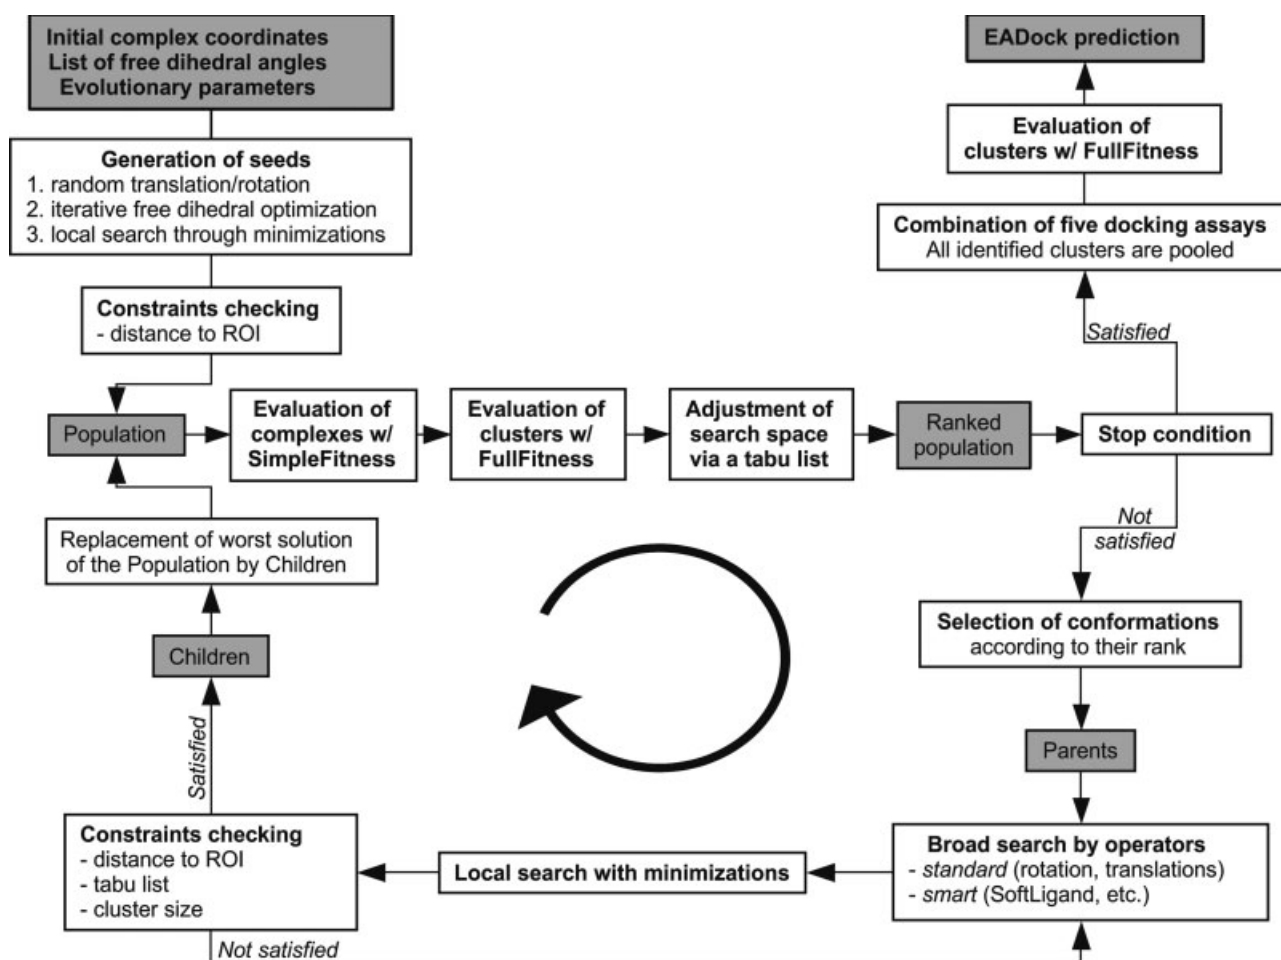 Initial complex coordinates
List of free dihedral angles
Evolutionary parameters
Generation of seeds
1. random translation/rotation
2. iterative free dihedral optimization
3. local search through minimizations
Constraints checking
- distance to ROI
Population
Evaluation of
complexes w/
SimpleFitness
Evaluation of
clusters w/
FullFitness
Adjustment of
search space
via a tabu list
Ranked
population
Stop condition
Satisfied
Combination of five docking assays
All identified clusters are pooled
Evaluation of
clusters w/ FullFitness
EADock prediction
Not
satisfied
Selection of conformations
according to their rank
Parents
Broad search by operators
- standard (rotation, translations)
- smart (SoftLigand, etc.)
Local search with minimizations
Constraints checking
- distance to ROI
- tabu list
- cluster size
Not satisfied
Satisfied
Children
Replacement of worst solution
of the Population by Children